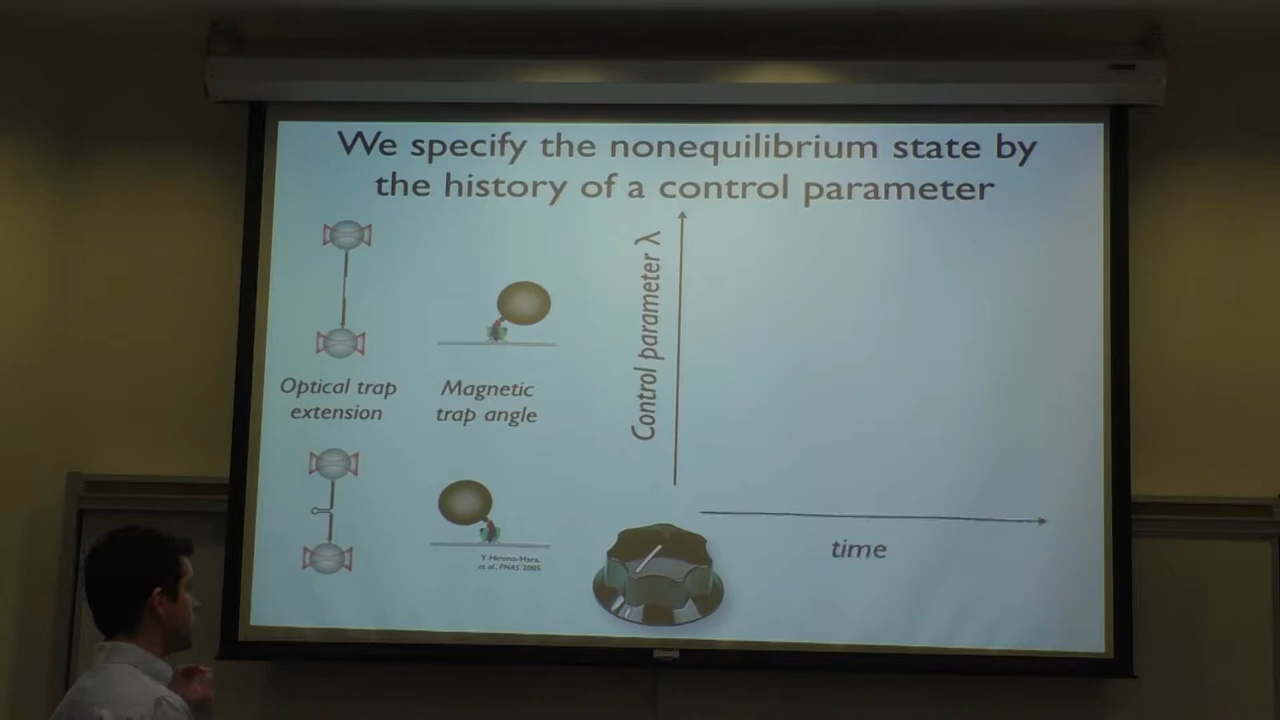 We specify the nonequilibrium state by
the history of a control parameter
Optical trap
extension
Magnetic
trap angle
Y Hirono-Hara,
et al., PNAS 2005
Control parameter λ
time